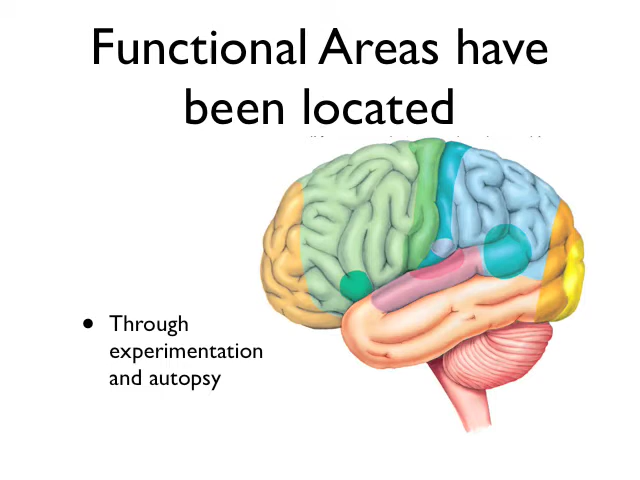 Functional Areas have
been located
• Through
experimentation
and autopsy